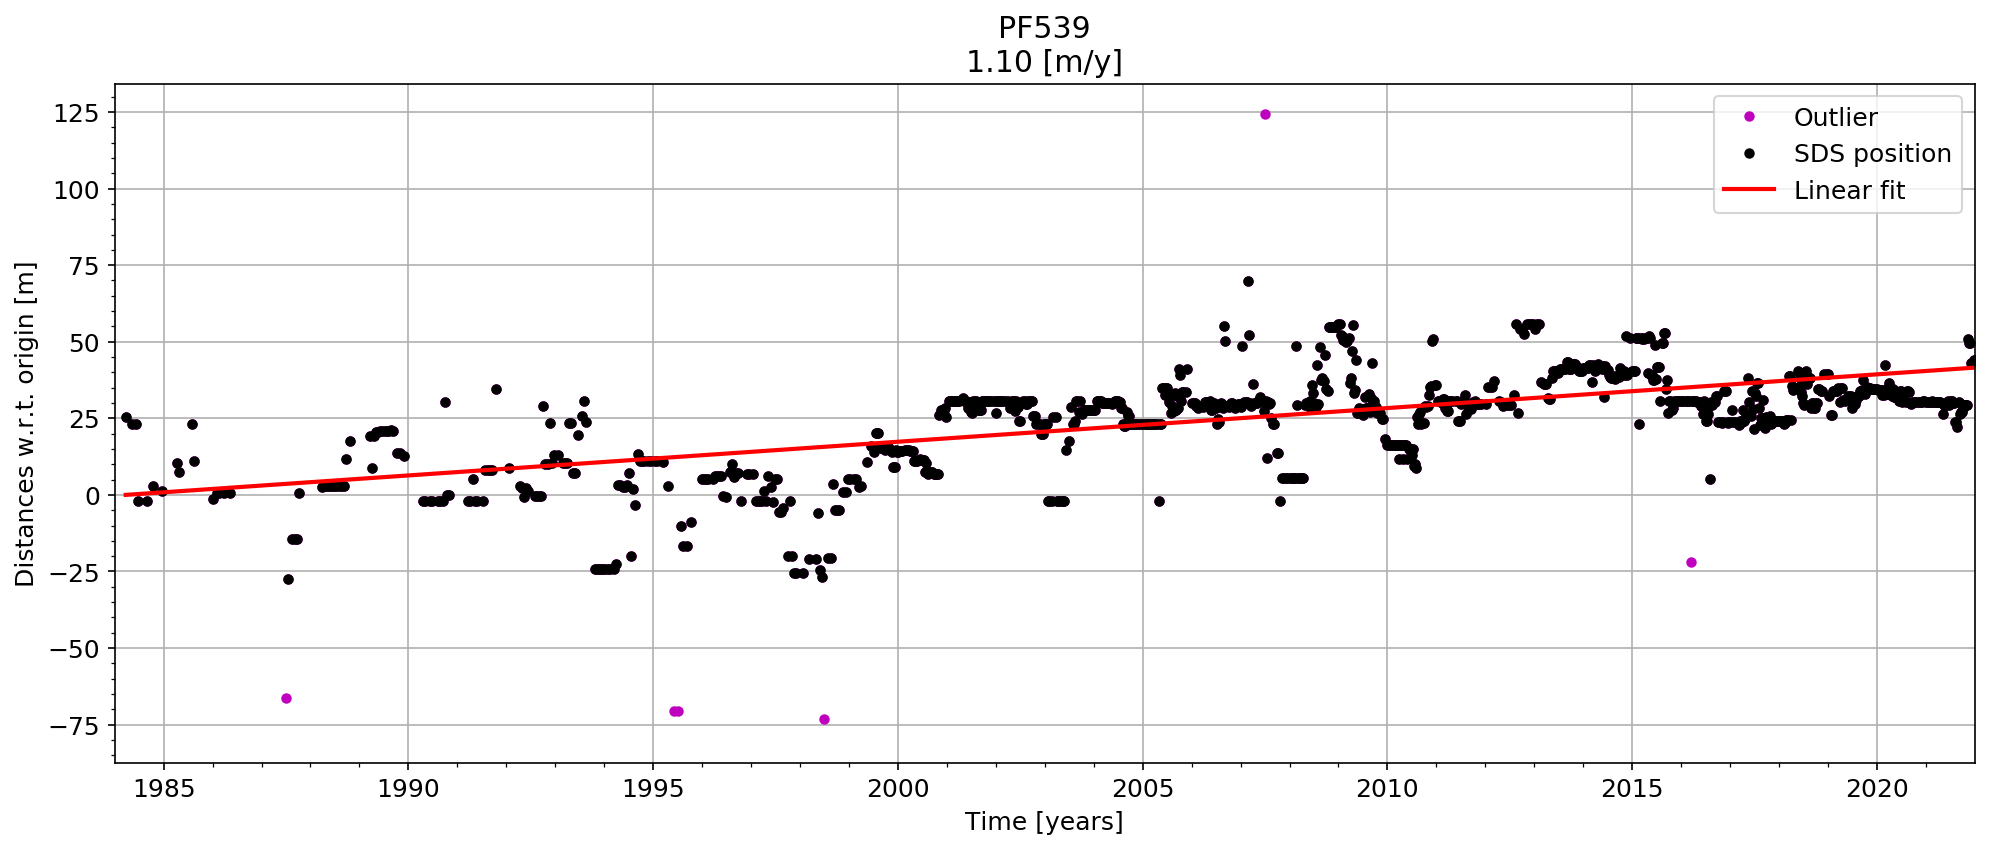 PF539
1.10 [m/y]
Distances w.r.t. origin [m]
125
100
75
50
25
0
−25
−50
−75
Outlier
SDS position
Linear fit
1985 1990 1995 2000 2005 2010 2015 2020
Time [years]